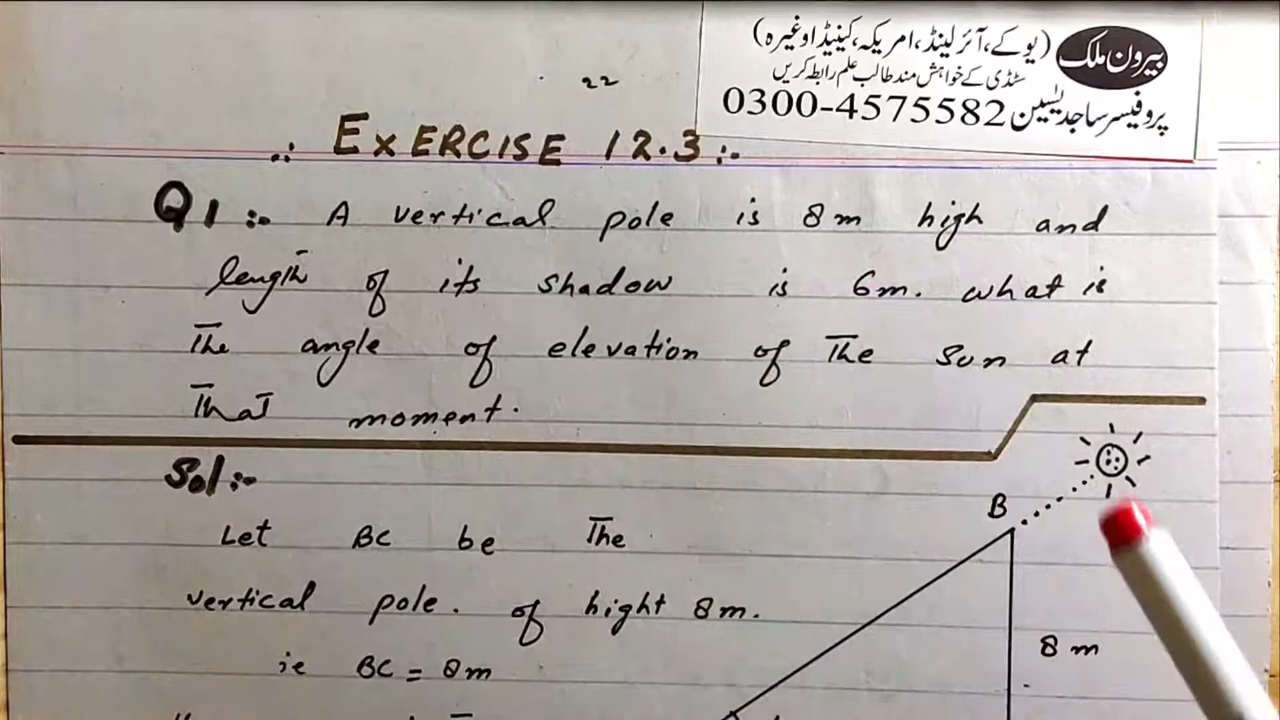 بیرون ملک
(یوکے، آئرلینڈ، امریکہ، کینیڈا وغیرہ)
سٹڈی کے خواہش مند طالب علم رابطہ کریں
پروفیسر ساجد یٰسین 0300-4575582
22
∴ EXERCISE 12.3 :-
Q1 :- A vertical pole is 8m high and
length of its shadow is 6m. what is
The angle of elevation of The sun at
That moment.
Sol :-
Let BC be The
vertical pole. of hight 8m.
ie BC = 8m
B
8 m